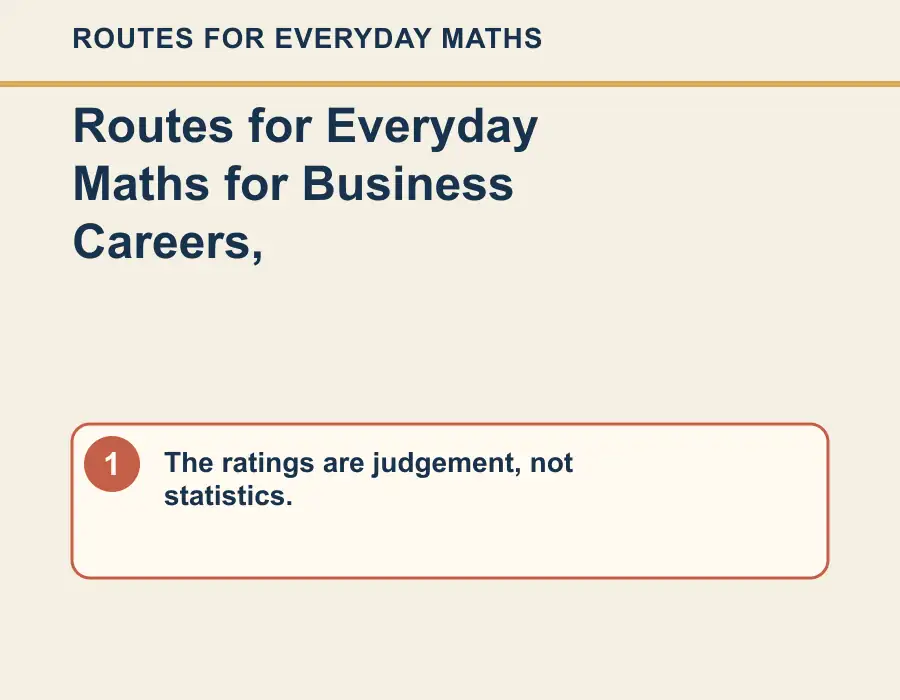 ROUTES FOR EVERYDAY MATHS
Routes for Everyday
Maths for Business
Careers,
1
The ratings are judgement, not
statistics.